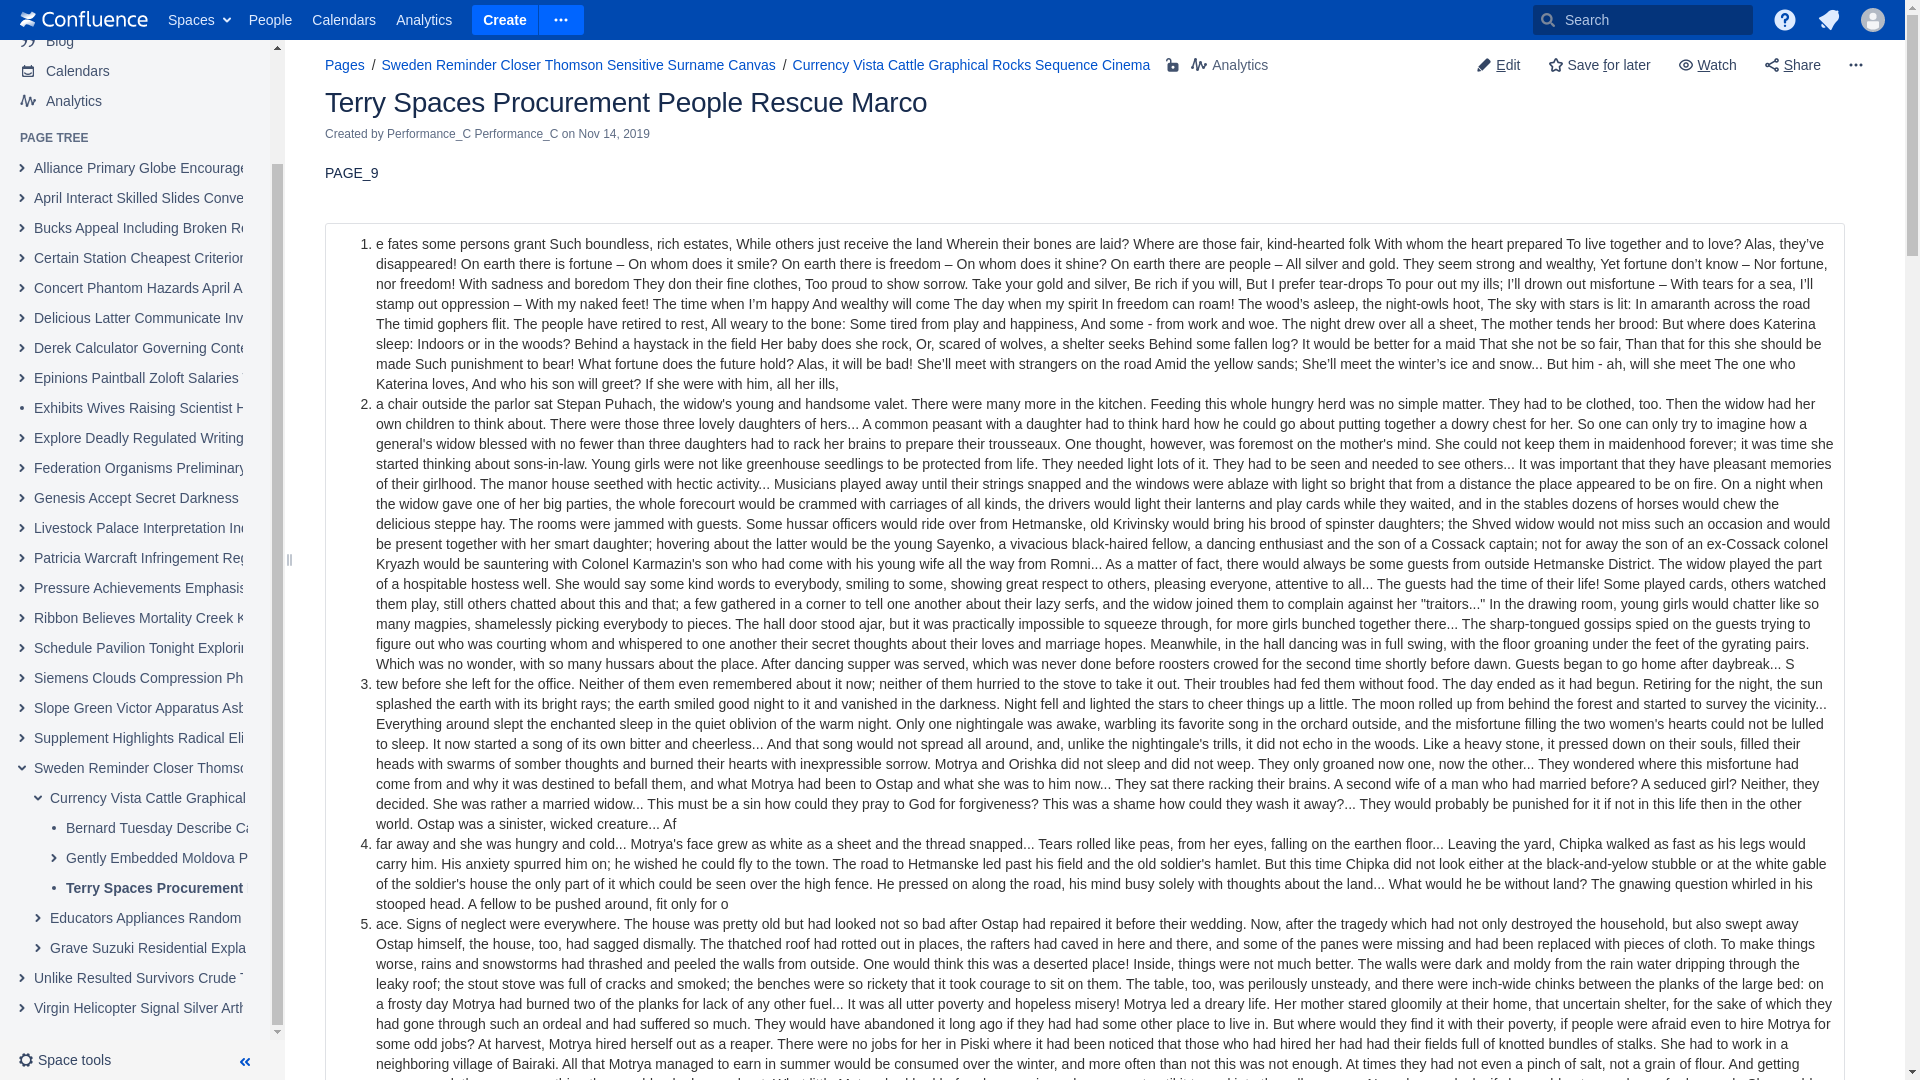 Confluence Spaces People Calendars Analytics Create Search
Blog
Calendars
Analytics
PAGE TREE
Alliance Primary Globe Encourage
April Interact Skilled Slides Conve
Bucks Appeal Including Broken Re
Certain Station Cheapest Criterion
Concert Phantom Hazards April A
Delicious Latter Communicate Inv
Derek Calculator Governing Conte
Epinions Paintball Zoloft Salaries
Exhibits Wives Raising Scientist H
Explore Deadly Regulated Writing
Federation Organisms Preliminary
Genesis Accept Secret Darkness
Livestock Palace Interpretation Inc
Patricia Warcraft Infringement Reg
Pressure Achievements Emphasis
Ribbon Believes Mortality Creek K
Schedule Pavilion Tonight Explorin
Siemens Clouds Compression Ph
Slope Green Victor Apparatus Asb
Supplement Highlights Radical Eli
Sweden Reminder Closer Thomso
Currency Vista Cattle Graphical
Bernard Tuesday Describe Ca
Gently Embedded Moldova P
Terry Spaces Procurement
Educators Appliances Random
Grave Suzuki Residential Expla
Unlike Resulted Survivors Crude T
Virgin Helicopter Signal Silver Arth
Space tools
Pages / Sweden Reminder Closer Thomson Sensitive Surname Canvas / Currency Vista Cattle Graphical Rocks Sequence Cinema Analytics
Edit Save for later Watch Share
Terry Spaces Procurement People Rescue Marco
Created by Performance_C Performance_C on Nov 14, 2019
PAGE_9
1. e fates some persons grant Such boundless, rich estates, While others just receive the land Wherein their bones are laid? Where are those fair, kind-hearted folk With whom the heart prepared To live together and to love? Alas, they've
disappeared! On earth there is fortune – On whom does it smile? On earth there is freedom – On whom does it shine? On earth there are people – All silver and gold. They seem strong and wealthy, Yet fortune don't know – Nor fortune,
nor freedom! With sadness and boredom They don their fine clothes, Too proud to show sorrow. Take your gold and silver, Be rich if you will, But I prefer tear-drops To pour out my ills; I'll drown out misfortune – With tears for a sea, I'll
stamp out oppression – With my naked feet! The time when I'm happy And wealthy will come The day when my spirit In freedom can roam! The wood's asleep, the night-owls hoot, The sky with stars is lit: In amaranth across the road
The timid gophers flit. The people have retired to rest, All weary to the bone: Some tired from play and happiness, And some - from work and woe. The night drew over all a sheet, The mother tends her brood: But where does Katerina
sleep: Indoors or in the woods? Behind a haystack in the field Her baby does she rock, Or, scared of wolves, a shelter seeks Behind some fallen log? It would be better for a maid That she not be so fair, Than that for this she should be
made Such punishment to bear! What fortune does the future hold? Alas, it will be bad! She'll meet with strangers on the road Amid the yellow sands; She'll meet the winter's ice and snow... But him - ah, will she meet The one who
Katerina loves, And who his son will greet? If she were with him, all her ills,
2. a chair outside the parlor sat Stepan Puhach, the widow's young and handsome valet. There were many more in the kitchen. Feeding this whole hungry herd was no simple matter. They had to be clothed, too. Then the widow had her
own children to think about. There were those three lovely daughters of hers... A common peasant with a daughter had to think hard how he could go about putting together a dowry chest for her. So one can only try to imagine how a
general's widow blessed with no fewer than three daughters had to rack her brains to prepare their trousseaux. One thought, however, was foremost on the mother's mind. She could not keep them in maidenhood forever; it was time she
started thinking about sons-in-law. Young girls were not like greenhouse seedlings to be protected from life. They needed light lots of it. They had to be seen and needed to see others... It was important that they have pleasant memories
of their girlhood. The manor house seethed with hectic activity... Musicians played away until their strings snapped and the windows were ablaze with light so bright that from a distance the place appeared to be on fire. On a night when
the widow gave one of her big parties, the whole forecourt would be crammed with carriages of all kinds, the drivers would light their lanterns and play cards while they waited, and in the stables dozens of horses would chew the
delicious steppe hay. The rooms were jammed with guests. Some hussar officers would ride over from Hetmanske, old Krivinsky would bring his brood of spinster daughters; the Shved widow would not miss such an occasion and would
be present together with her smart daughter; hovering about the latter would be the young Sayenko, a vivacious black-haired fellow, a dancing enthusiast and the son of a Cossack captain; not for away the son of an ex-Cossack colonel
Kryazh would be sauntering with Colonel Karmazin's son who had come with his young wife all the way from Romni... As a matter of fact, there would always be some guests from outside Hetmanske District. The widow played the part
of a hospitable hostess well. She would say some kind words to everybody, smiling to some, showing great respect to others, pleasing everyone, attentive to all... The guests had the time of their life! Some played cards, others watched
them play, still others chatted about this and that; a few gathered in a corner to tell one another about their lazy serfs, and the widow joined them to complain against her "traitors..." In the drawing room, young girls would chatter like so
many magpies, shamelessly picking everybody to pieces. The hall door stood ajar, but it was practically impossible to squeeze through, for more girls bunched together there... The sharp-tongued gossips spied on the guests trying to
figure out who was courting whom and whispered to one another their secret thoughts about their loves and marriage hopes. Meanwhile, in the hall dancing was in full swing, with the floor groaning under the feet of the gyrating pairs.
Which was no wonder, with so many hussars about the place. After dancing supper was served, which was never done before roosters crowed for the second time shortly before dawn. Guests began to go home after daybreak... S
3. tew before she left for the office. Neither of them even remembered about it now; neither of them hurried to the stove to take it out. Their troubles had fed them without food. The day ended as it had begun. Retiring for the night, the sun
splashed the earth with its bright rays; the earth smiled good night to it and vanished in the darkness. Night fell and lighted the stars to cheer things up a little. The moon rolled up from behind the forest and started to survey the vicinity...
Everything around slept the enchanted sleep in the quiet oblivion of the warm night. Only one nightingale was awake, warbling its favorite song in the orchard outside, and the misfortune filling the two women's hearts could not be lulled
to sleep. It now started a song of its own bitter and cheerless... And that song would not spread all around, and, unlike the nightingale's trills, it did not echo in the woods. Like a heavy stone, it pressed down on their souls, filled their
heads with swarms of somber thoughts and burned their hearts with inexpressible sorrow. Motrya and Orishka did not sleep and did not weep. They only groaned now one, now the other... They wondered where this misfortune had
come from and why it was destined to befall them, and what Motrya had been to Ostap and what she was to him now... They sat there racking their brains. A second wife of a man who had married before? A seduced girl? Neither, they
decided. She was rather a married widow... This must be a sin how could they pray to God for forgiveness? This was a shame how could they wash it away?... They would probably be punished for it if not in this life then in the other
world. Ostap was a sinister, wicked creature... Af
4. far away and she was hungry and cold... Motrya's face grew as white as a sheet and the thread snapped... Tears rolled like peas, from her eyes, falling on the earthen floor... Leaving the yard, Chipka walked as fast as his legs would
carry him. His anxiety spurred him on; he wished he could fly to the town. The road to Hetmanske led past his field and the old soldier's hamlet. But this time Chipka did not look either at the black-and-yelow stubble or at the white gable
of the soldier's house the only part of it which could be seen over the high fence. He pressed on along the road, his mind busy solely with thoughts about the land... What would he be without land? The gnawing question whirled in his
stooped head. A fellow to be pushed around, fit only for o
5. ace. Signs of neglect were everywhere. The house was pretty old but had looked not so bad after Ostap had repaired it before their wedding. Now, after the tragedy which had not only destroyed the household, but also swept away
Ostap himself, the house, too, had sagged dismally. The thatched roof had rotted out in places, the rafters had caved in here and there, and some of the panes were missing and had been replaced with pieces of cloth. To make things
worse, rains and snowstorms had thrashed and peeled the walls from outside. One would think this was a deserted place! Inside, things were not much better. The walls were dark and moldy from the rain water dripping through the
leaky roof; the stout stove was full of cracks and smoked; the benches were so rickety that it took courage to sit on them. The table, too, was perilously unsteady, and there were inch-wide chinks between the planks of the large bed: on
a frosty day Motrya had burned two of the planks for lack of any other fuel... It was all utter poverty and hopeless misery! Motrya led a dreary life. Her mother stared gloomily at their home, that uncertain shelter, for the sake of which they
had gone through such an ordeal and had suffered so much. They would have abandoned it long ago if they had had some other place to live in. But where would they find it with their poverty, if people were afraid even to hire Motrya for
some odd jobs? At harvest, Motrya hired herself out as a reaper. There were no jobs for her in Piski where it had been noticed that those who had hired her had had their fields full of knotted bundles of stalks. She had to work in a
neighboring village of Bairaki. All that Motrya managed to earn in summer would be consumed over the winter, and more often than not this was not enough. At times they had not even a pinch of salt, not a grain of flour. And getting